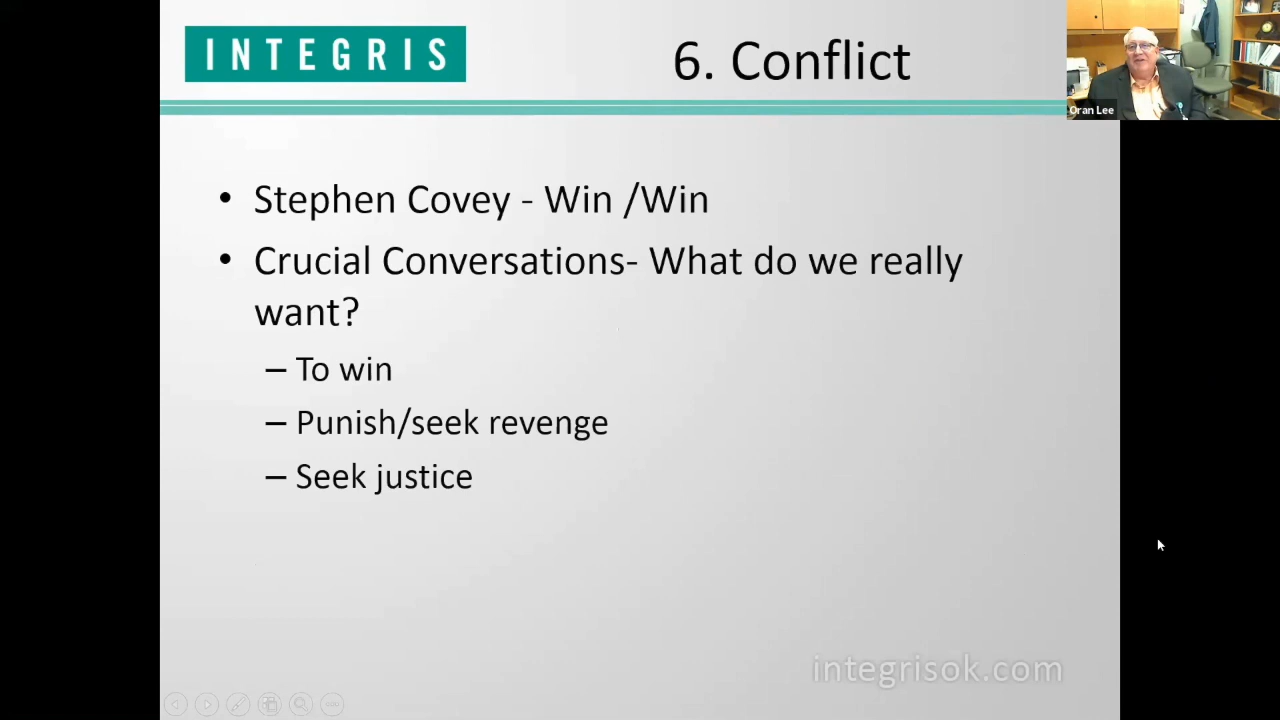 INTEGRIS
6. Conflict
Oran Lee
• Stephen Covey - Win /Win
• Crucial Conversations- What do we really
want?
– To win
– Punish/seek revenge
– Seek justice
integrisok.com